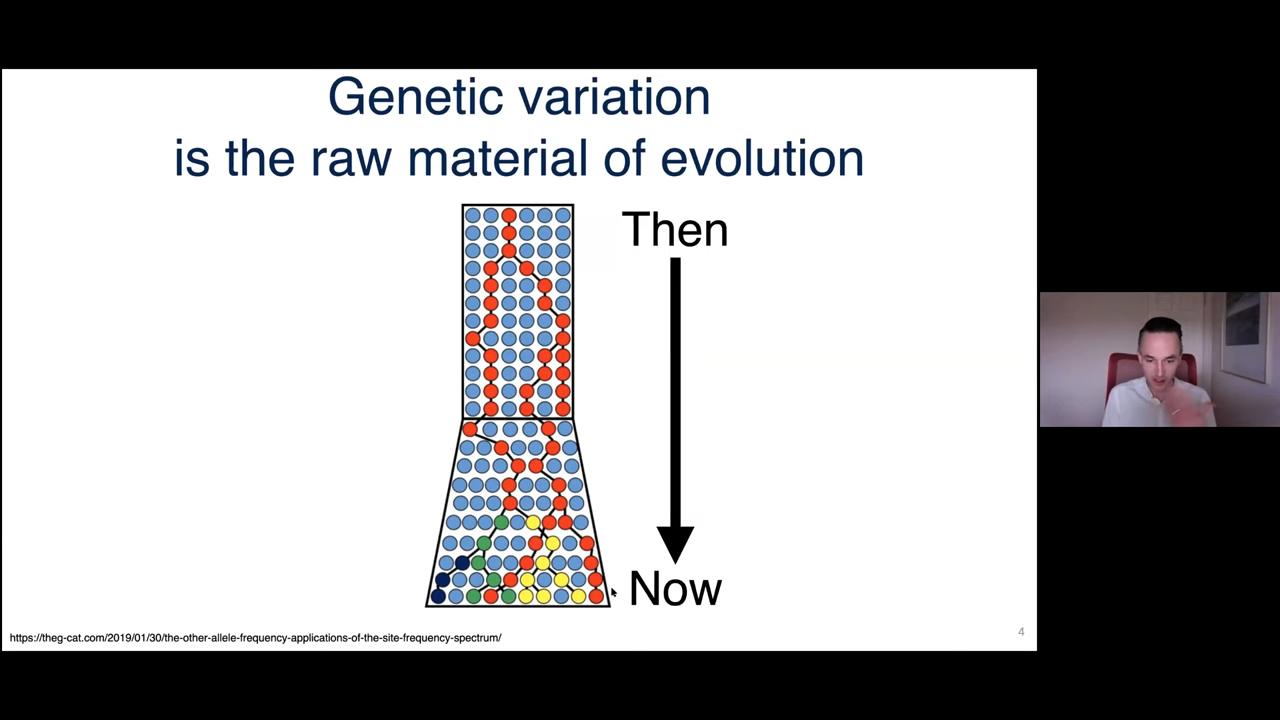 Genetic variation
is the raw material of evolution
Then
Now
https://theg-cat.com/2019/01/30/the-other-allele-frequency-applications-of-the-site-frequency-spectrum/
4